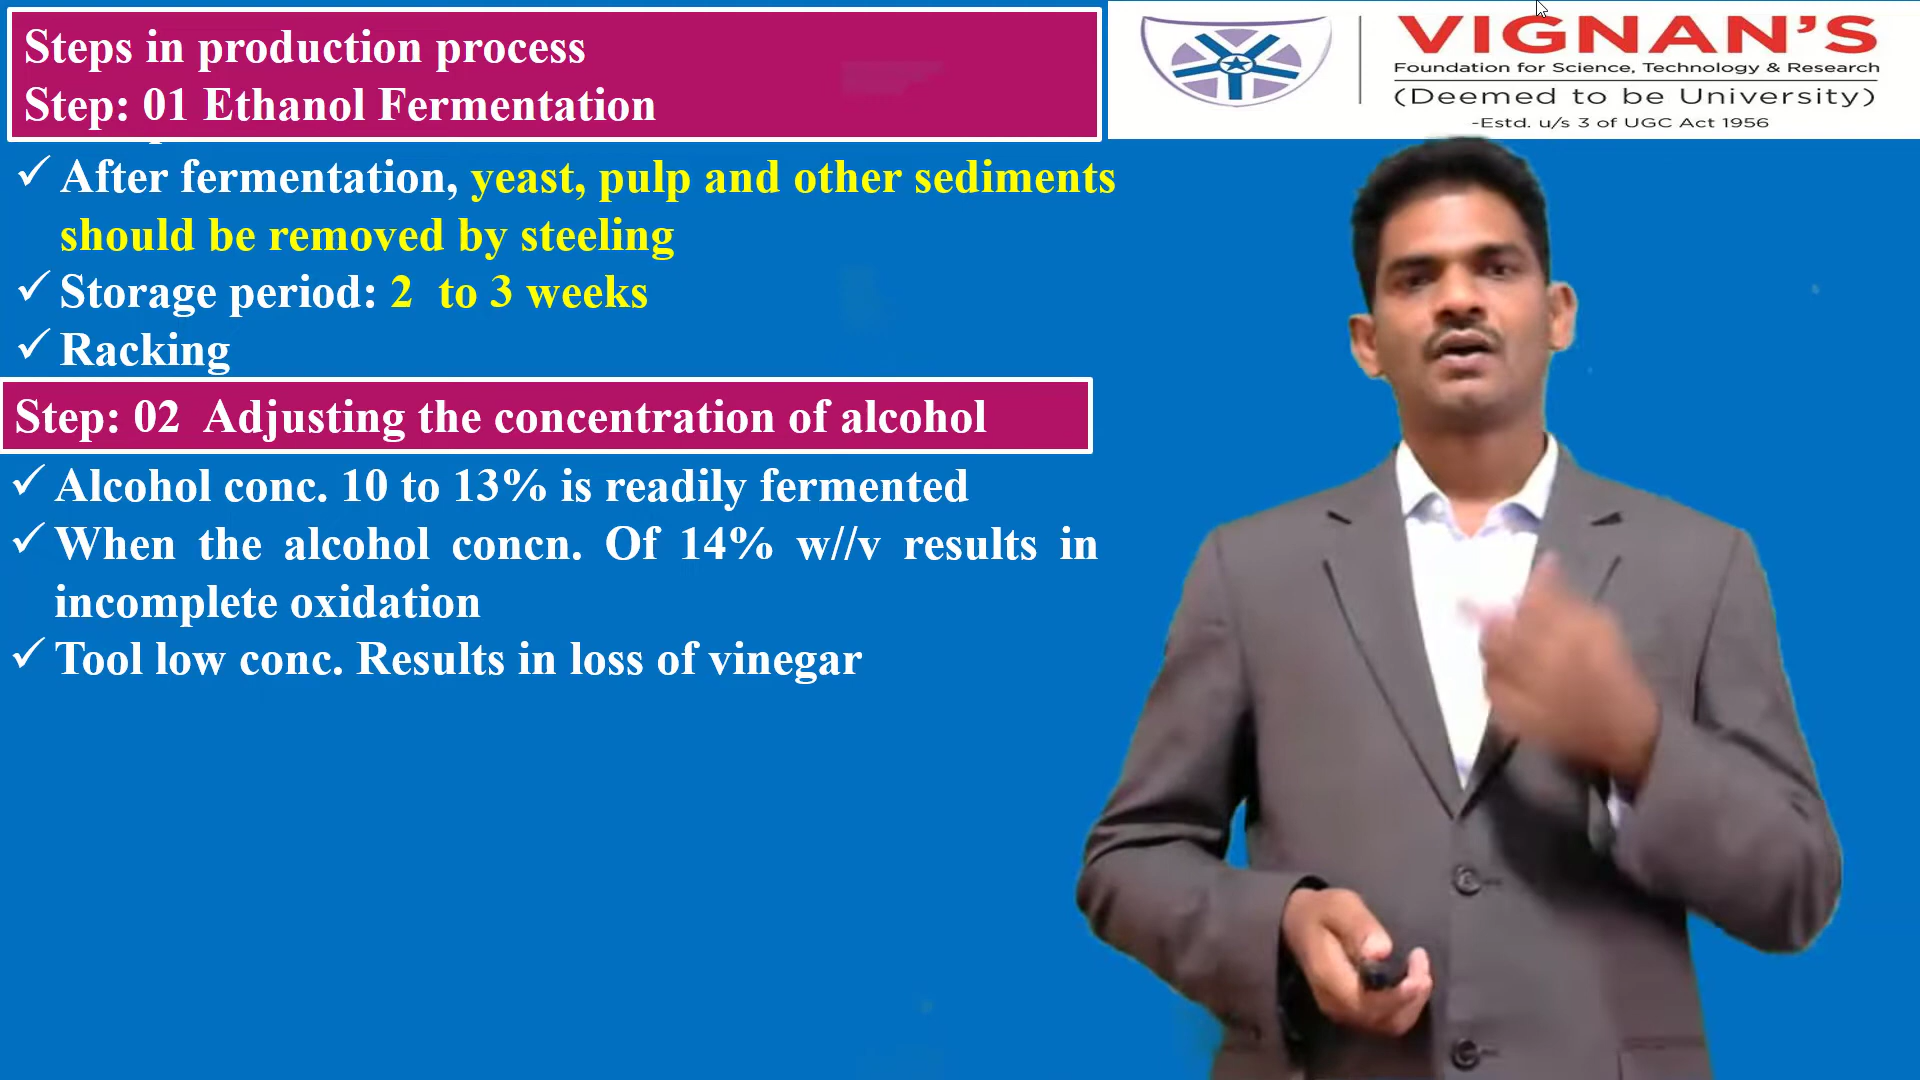 Steps in production process
Step: 01 Ethanol Fermentation
VIGNAN'S
Foundation for Science, Technology & Research
(Deemed to be University)
-Estd. u/s 3 of UGC Act 1956
✓ After fermentation, yeast, pulp and other sediments
should be removed by steeling
✓ Storage period: 2 to 3 weeks
✓ Racking
Step: 02 Adjusting the concentration of alcohol
✓ Alcohol conc. 10 to 13% is readily fermented
✓ When the alcohol concn. Of 14% w//v results in
incomplete oxidation
✓ Tool low conc. Results in loss of vinegar